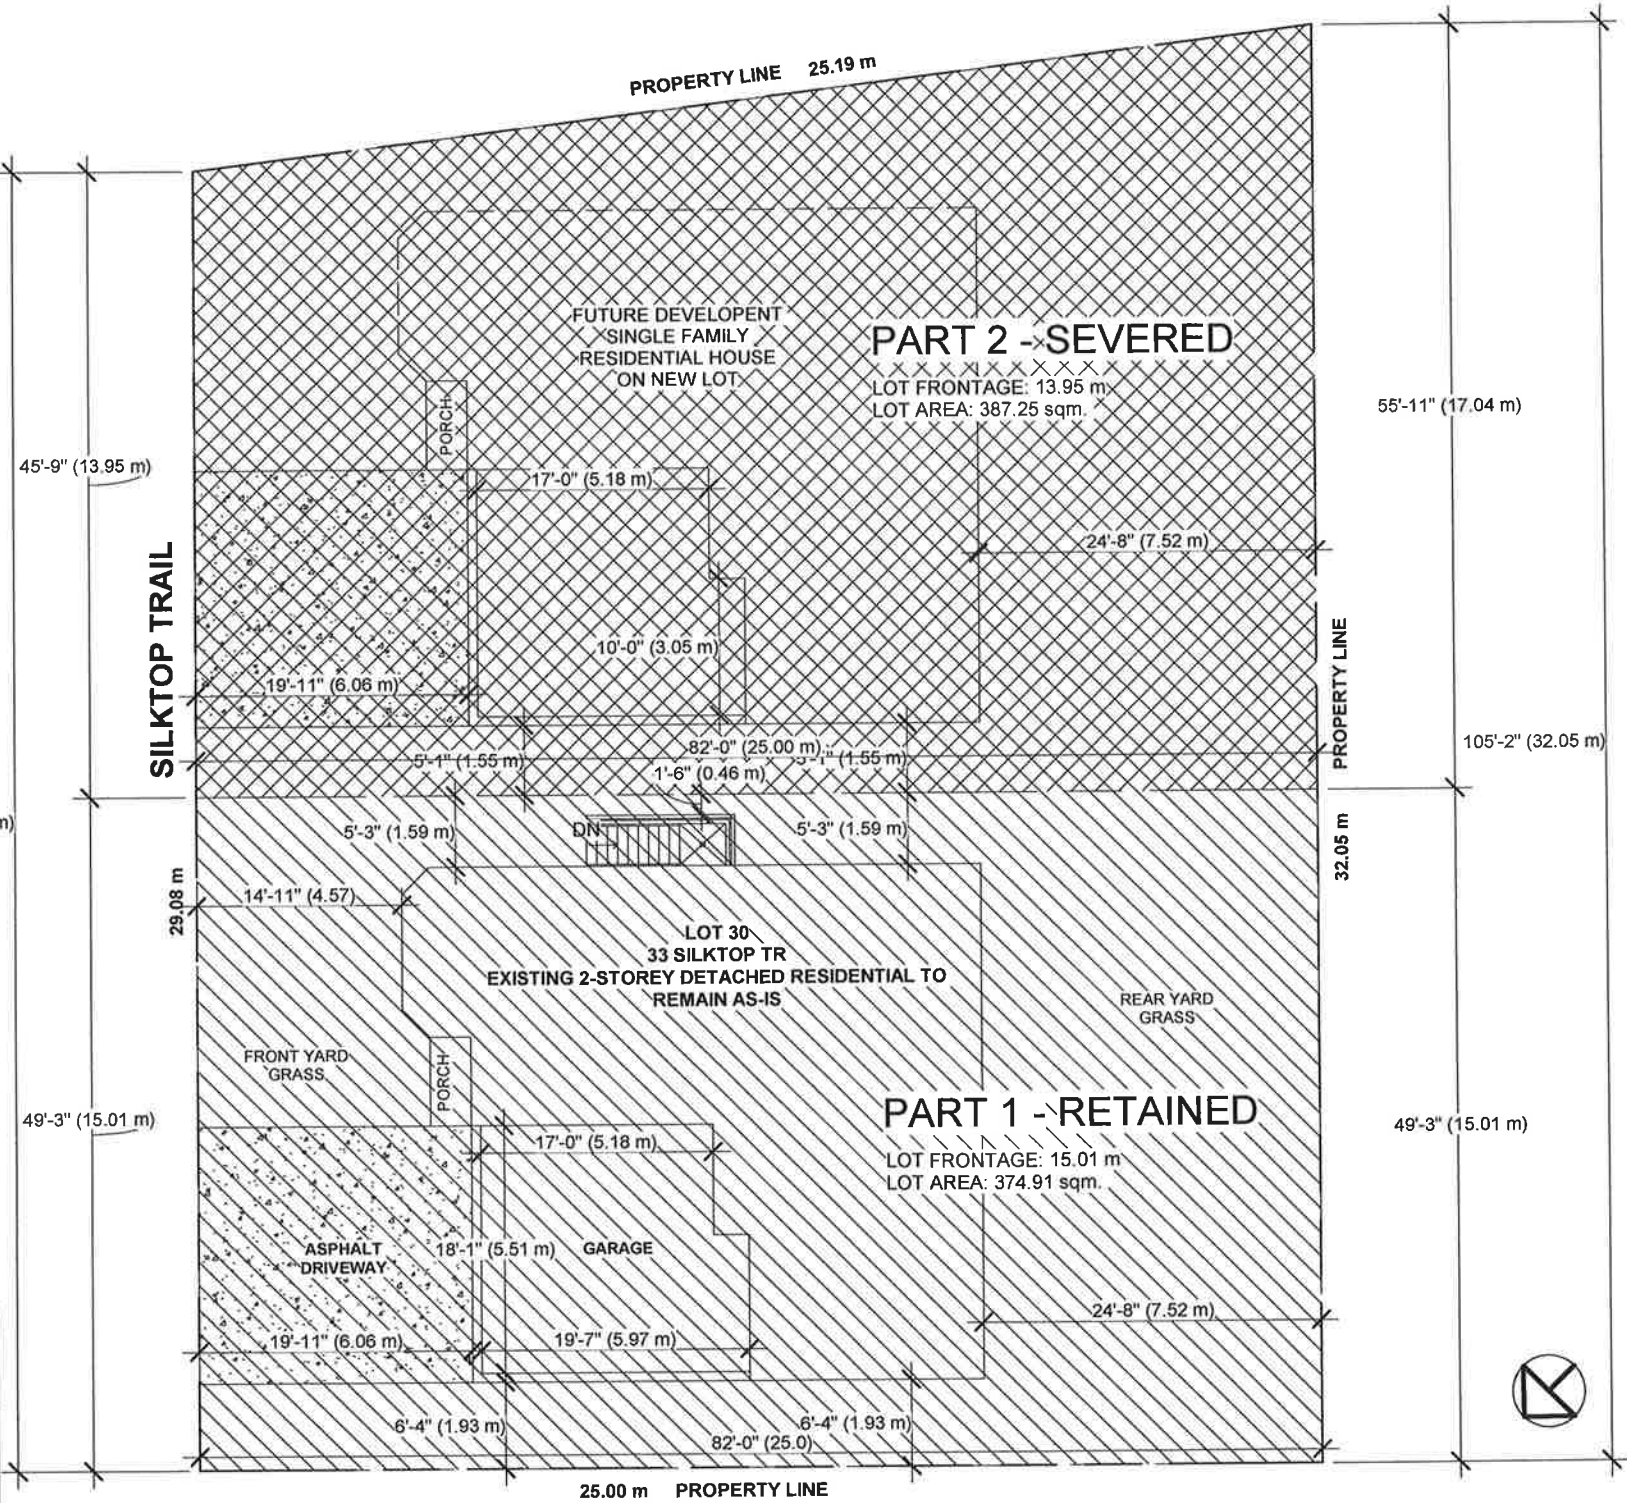 PROPERTY LINE 25.19 m
FUTURE DEVELOPENT
SINGLE FAMILY
RESIDENTIAL HOUSE
ON NEW LOT
PART 2 - SEVERED
LOT FRONTAGE: 13.95 m
LOT AREA: 387.25 sqm.
55'-11" (17.04 m)
PORCH
45'-9" (13.95 m)
17'-0" (5.18 m)
24'-8" (7.52 m)
SILKTOP TRAIL
10'-0" (3.05 m)
19'-11" (6.06 m)
PROPERTY LINE
105'-2" (32.05 m)
82'-0" (25.00 m)
5'-1" (1.55 m)
5'-1" (1.55 m)
1'-6" (0.46 m)
m)
5'-3" (1.59 m)
DN
5'-3" (1.59 m)
32.05 m
29.08 m
14'-11" (4.57)
LOT 30
33 SILKTOP TR
EXISTING 2-STOREY DETACHED RESIDENTIAL TO
REMAIN AS-IS
REAR YARD
GRASS
FRONT YARD
GRASS
PORCH
PART 1 - RETAINED
LOT FRONTAGE: 15.01 m
LOT AREA: 374.91 sqm.
49'-3" (15.01 m)
49'-3" (15.01 m)
17'-0" (5.18 m)
ASPHALT
DRIVEWAY
18'-1" (5.51 m)
GARAGE
24'-8" (7.52 m)
19'-11" (6.06 m)
19'-7" (5.97 m)
6'-4" (1.93 m)
6'-4" (1.93 m)
82'-0" (25.0)
25.00 m PROPERTY LINE